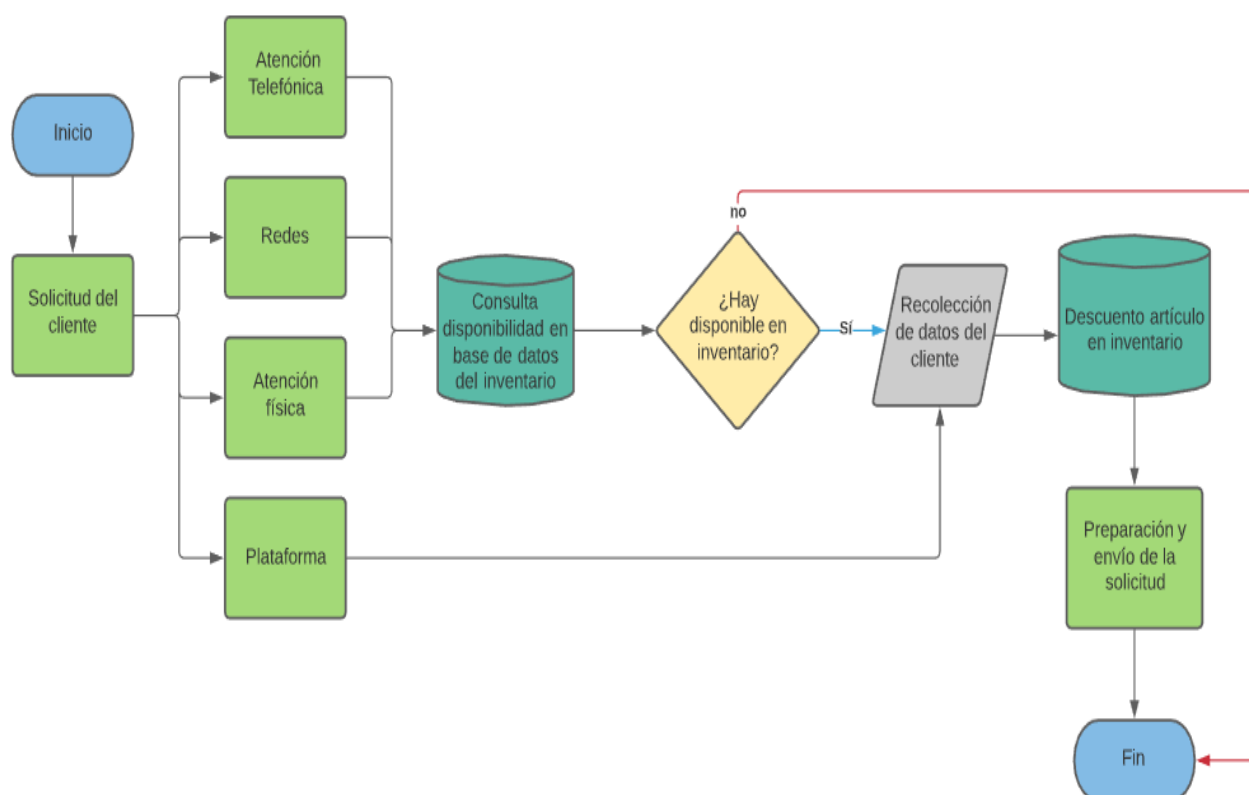 Inicio
Solicitud del
cliente
Atención
Telefónica
Redes
Atención
física
Plataforma
Consulta
disponibilidad en
base de datos
del inventario
¿Hay
disponible en
inventario?
no
Sí
Recolección
de datos del
cliente
Descuento artículo
en inventario
Preparación y
envío de la
solicitud
Fin